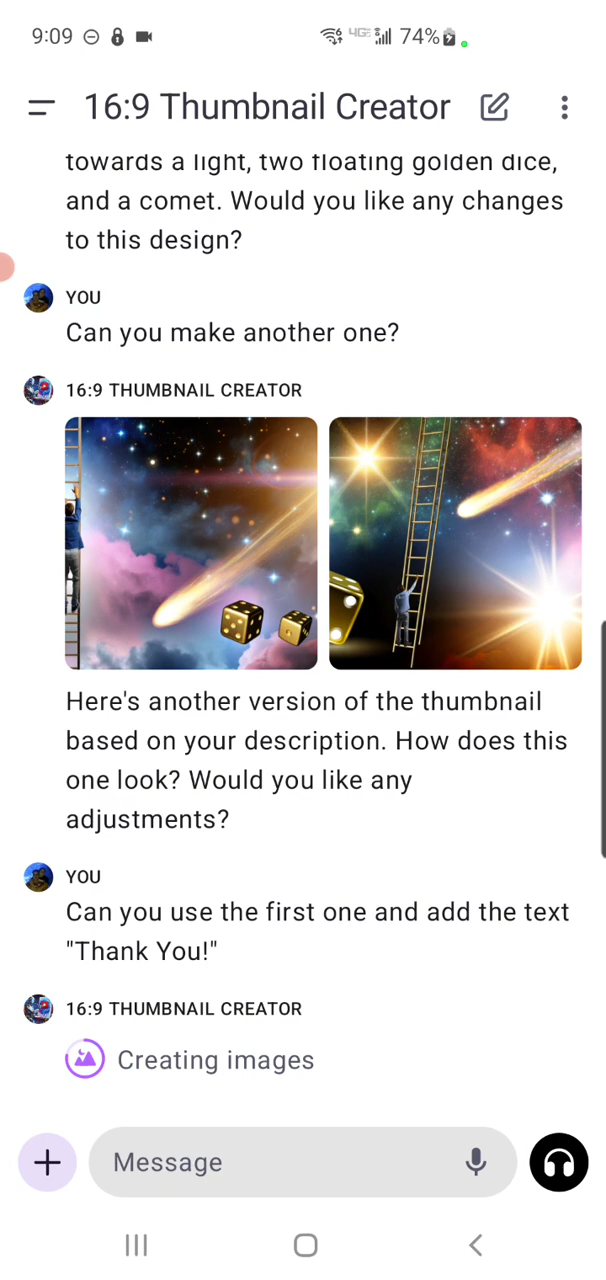 9:09 4GE 74%
16:9 Thumbnail Creator
towards a light, two floating golden dice,
and a comet. Would you like any changes
to this design?
YOU
Can you make another one?
16:9 THUMBNAIL CREATOR
Here's another version of the thumbnail
based on your description. How does this
one look? Would you like any
adjustments?
YOU
Can you use the first one and add the text
"Thank You!"
16:9 THUMBNAIL CREATOR
Creating images
Message